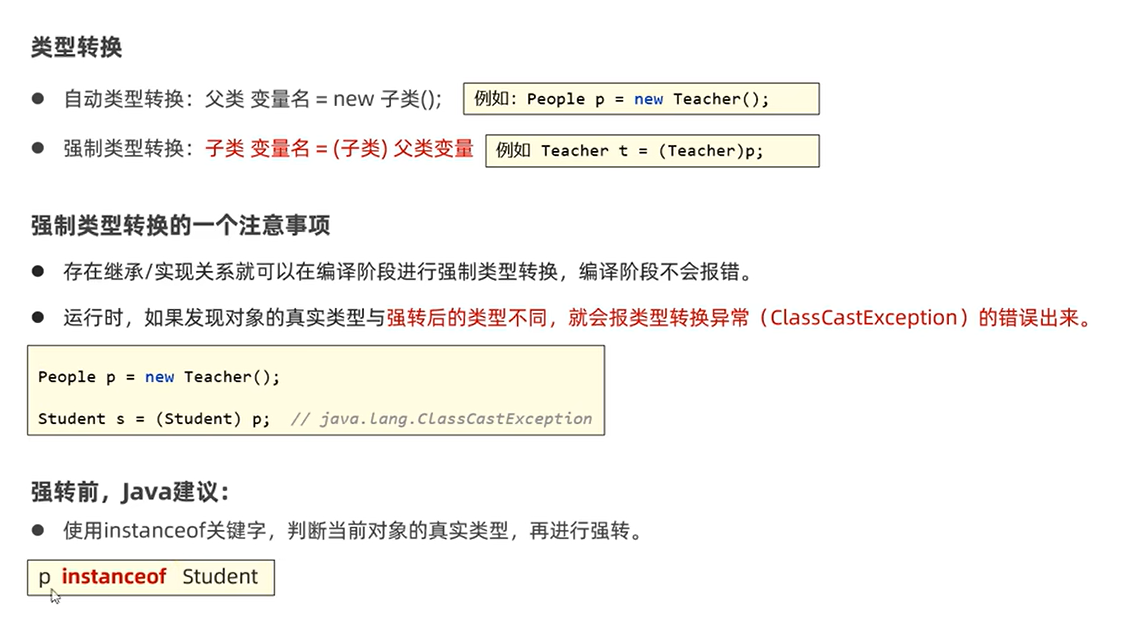 类型转换
● 自动类型转换：父类 变量名 = new 子类(); 例如：People p = new Teacher();
● 强制类型转换：子类 变量名 = (子类) 父类变量 例如 Teacher t = (Teacher)p;
强制类型转换的一个注意事项
● 存在继承/实现关系就可以在编译阶段进行强制类型转换，编译阶段不会报错。
● 运行时，如果发现对象的真实类型与强转后的类型不同，就会报类型转换异常（ClassCastException）的错误出来。
People p = new Teacher();
Student s = (Student) p;  // java.lang.ClassCastException
强转前，Java建议：
● 使用instanceof关键字，判断当前对象的真实类型，再进行强转。
p instanceof Student